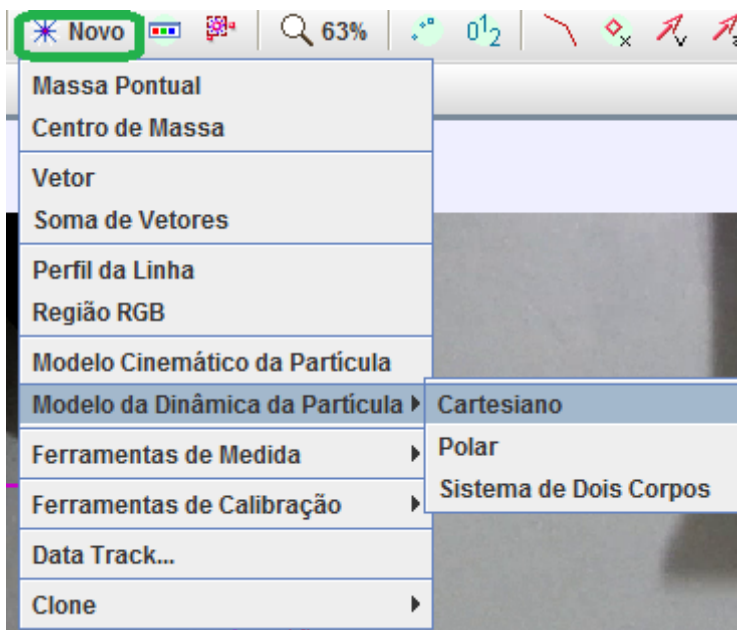 Novo 63% 0¹₂ x v
Massa Pontual
Centro de Massa
Vetor
Soma de Vetores
Perfil da Linha
Região RGB
Modelo Cinemático da Partícula
Modelo da Dinâmica da Partícula
Cartesiano
Polar
Sistema de Dois Corpos
Ferramentas de Medida
Ferramentas de Calibração
Data Track...
Clone